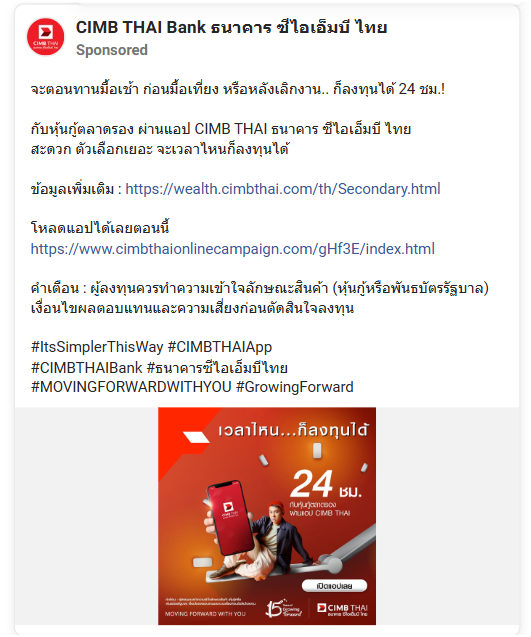 CIMB THAI Bank ธนาคาร ซีไอเอ็มบี ไทย
Sponsored
จะตอนทานมื้อเช้า ก่อนมื้อเที่ยง หรือหลังเลิกงาน.. ก็ลงทุนได้ 24 ชม.!
กับหุ้นกู้ตลาดรอง ผ่านแอป CIMB THAI ธนาคาร ซีไอเอ็มบี ไทย
สะดวก ตัวเลือกเยอะ จะเวลาไหนก็ลงทุนได้
ข้อมูลเพิ่มเติม : https://wealth.cimbthai.com/th/Secondary.html
โหลดแอปได้เลยตอนนี้
https://www.cimbthaionlinecampaign.com/gHf3E/index.html
คำเตือน : ผู้ลงทุนควรทำความเข้าใจลักษณะสินค้า (หุ้นกู้หรือพันธบัตรรัฐบาล)
เงื่อนไขผลตอบแทนและความเสี่ยงก่อนตัดสินใจลงทุน
#ItsSimplerThisWay #CIMBTHAIApp
#CIMBTHAIBank #ธนาคารซีไอเอ็มบีไทย
#MOVINGFORWARDWITHYOU #GrowingForward
เวลาไหน...ก็ลงทุนได้
24 ชม.
กับหุ้นกู้ตลาดรอง
ผ่านแอป CIMB THAI
CIMB THAI
เปิดแอปเลย
MOVING FORWARD WITH YOU
15 Years of Growing Forward
CIMB THAI
ธนาคาร ซีไอเอ็มบี ไทย